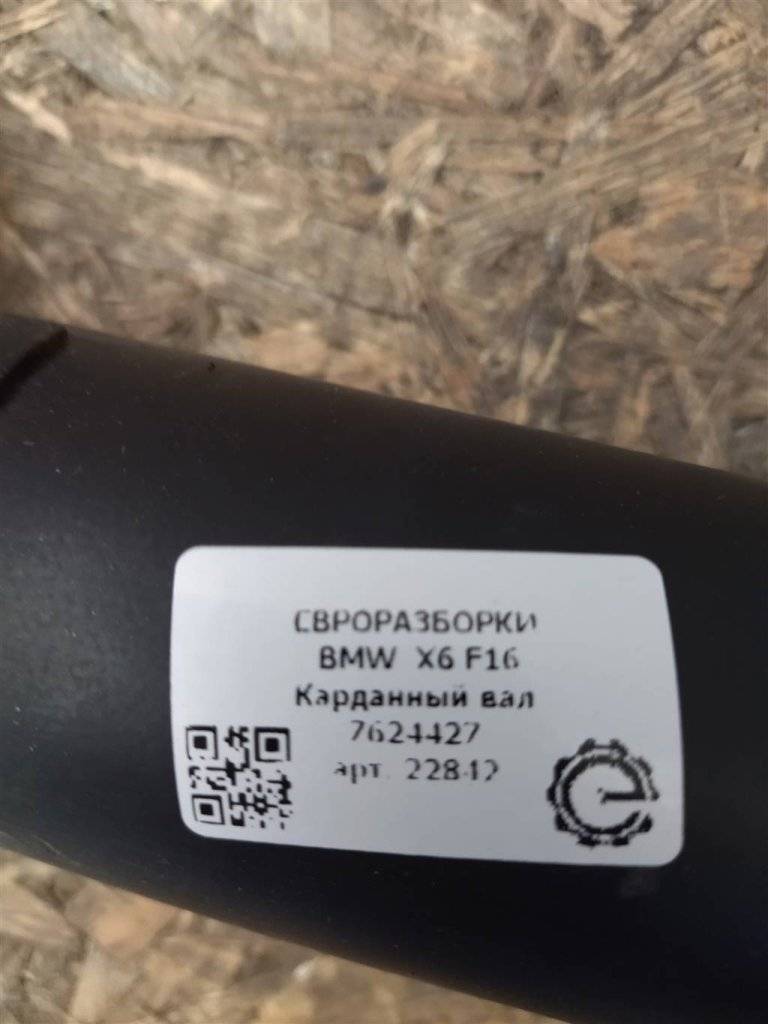 ЕВРОРАЗБОРКИ
BMW X6 F16
Карданный вал
7624427
арт. 22842